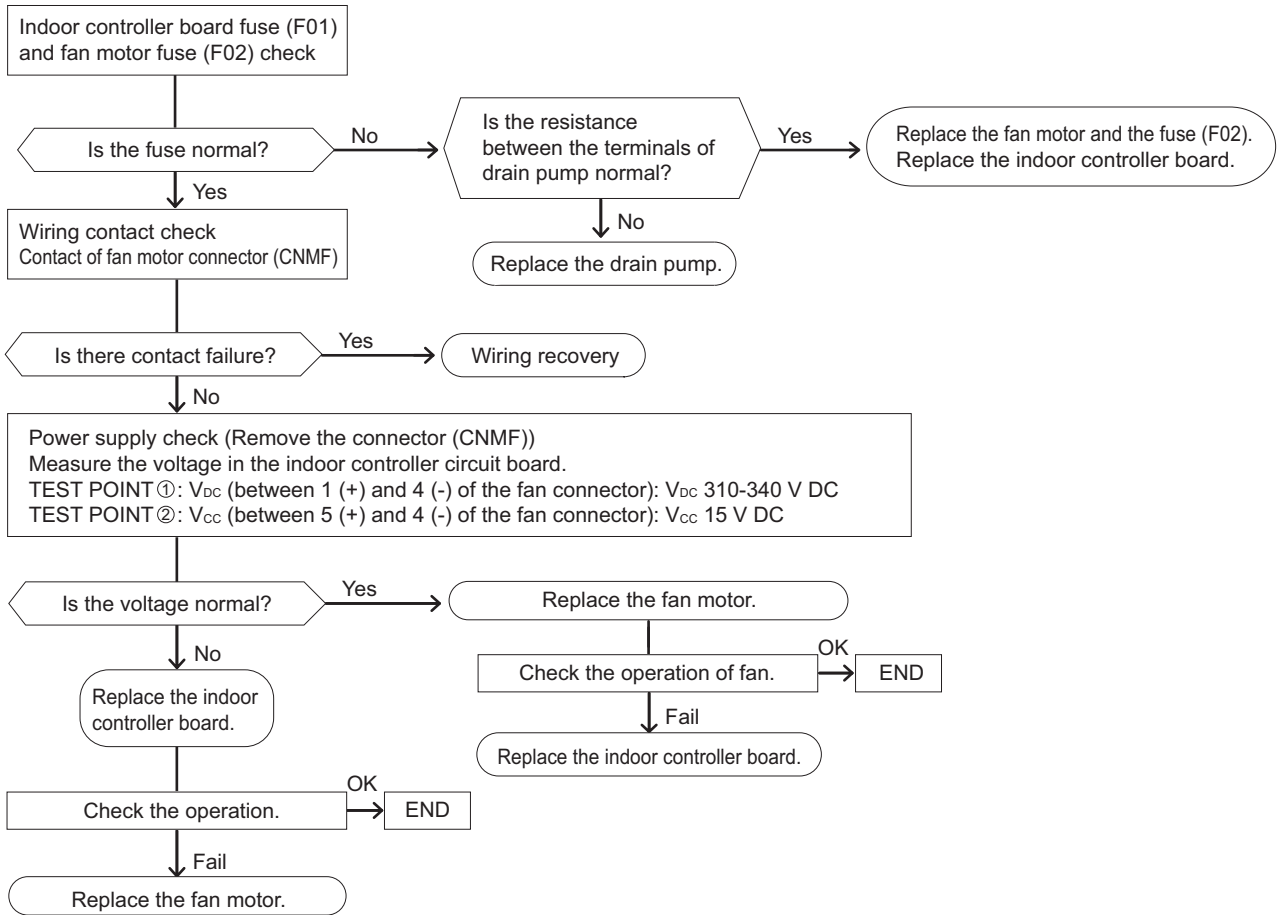 Indoor controller board fuse (F01)
and fan motor fuse (F02) check
Is the fuse normal?
No
Is the resistance
between the terminals of
drain pump normal?
Yes
Replace the fan motor and the fuse (F02).
Replace the indoor controller board.
Yes
No
Replace the drain pump.
Wiring contact check
Contact of fan motor connector (CNMF)
Is there contact failure?
Yes
Wiring recovery
No
Power supply check (Remove the connector (CNMF))
Measure the voltage in the indoor controller circuit board.
TEST POINT ①: VDC (between 1 (+) and 4 (-) of the fan connector): VDC 310-340 V DC
TEST POINT ②: VCC (between 5 (+) and 4 (-) of the fan connector): VCC 15 V DC
Is the voltage normal?
Yes
Replace the fan motor.
No
Check the operation of fan.
OK
END
Fail
Replace the indoor controller board.
Replace the indoor
controller board.
Check the operation.
OK
END
Fail
Replace the fan motor.